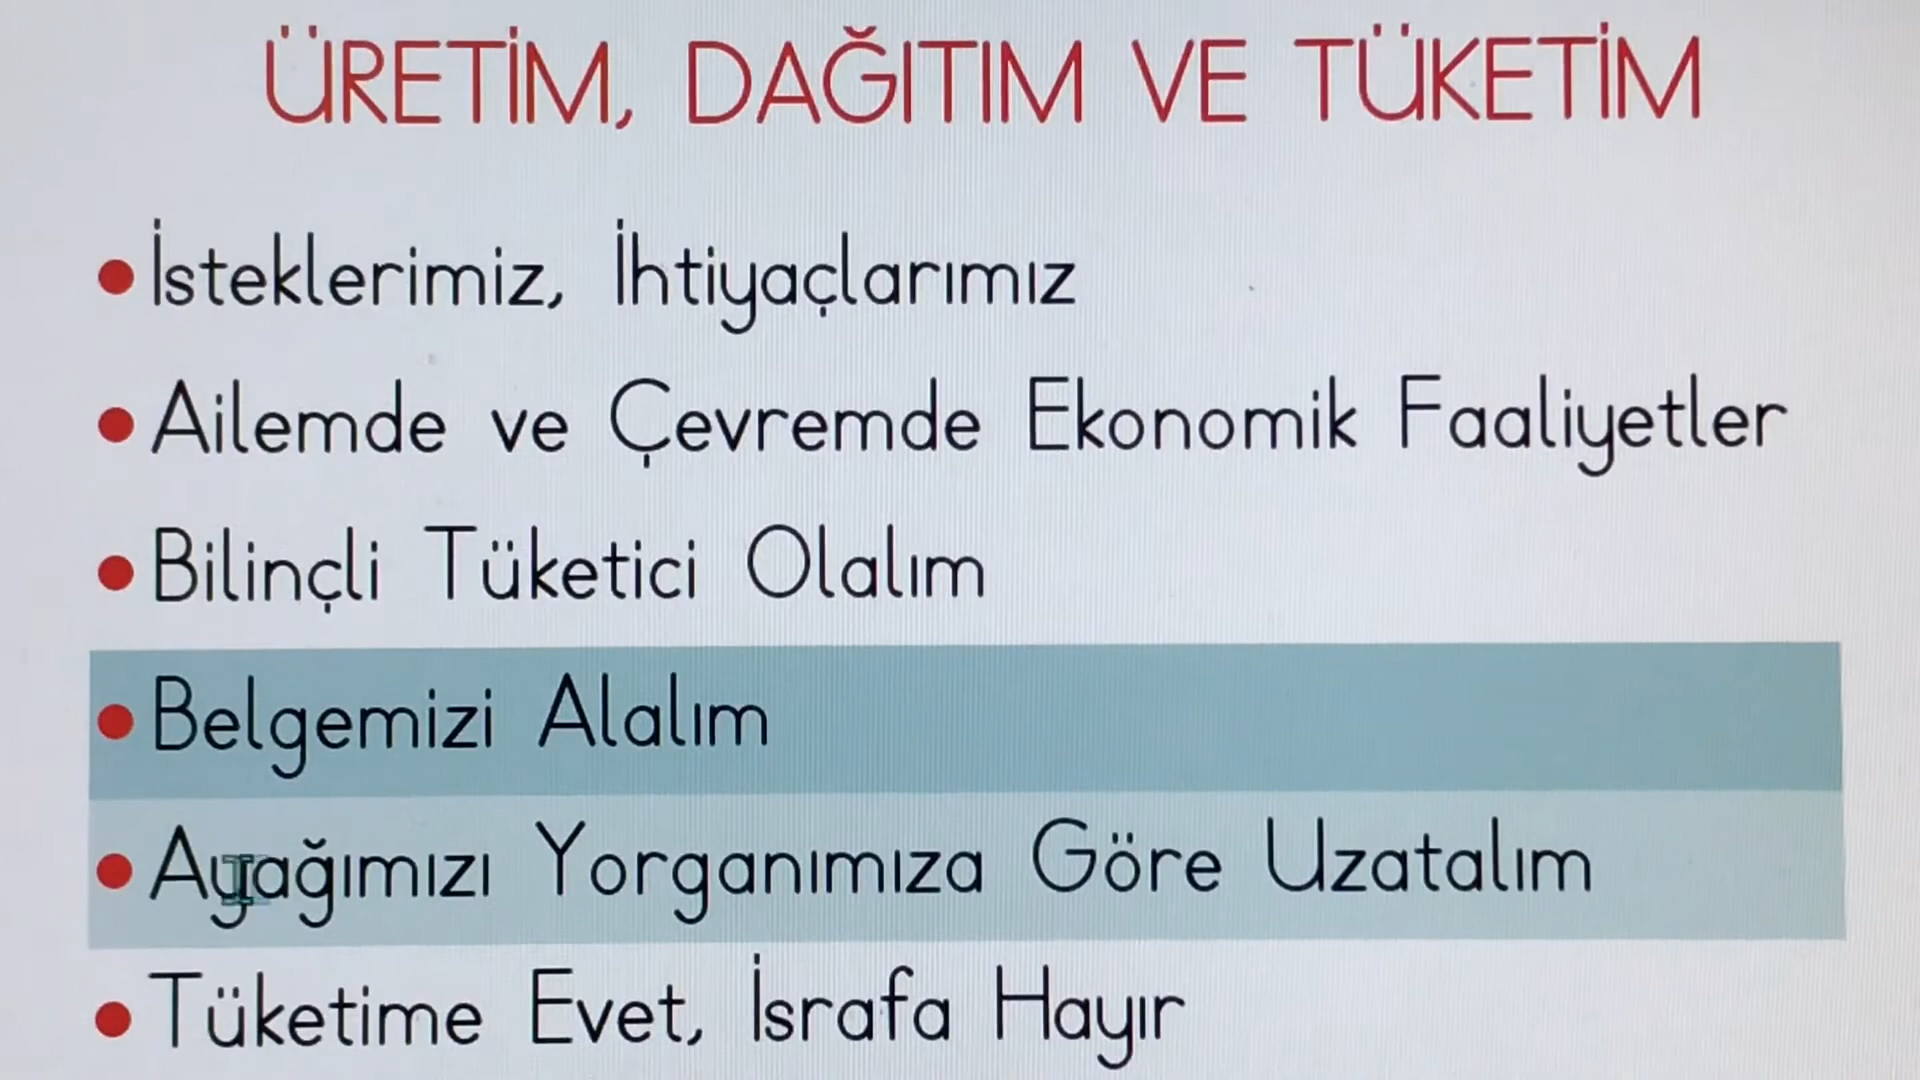 ÜRETİM, DAĞITIM VE TÜKETİM
• İsteklerimiz, İhtiyaçlarımız
• Ailemde ve Çevremde Ekonomik Faaliyetler
• Bilinçli Tüketici Olalım
• Belgemizi Alalım
• Ayağımızı Yorganımıza Göre Uzatalım
• Tüketime Evet, İsrafa Hayır